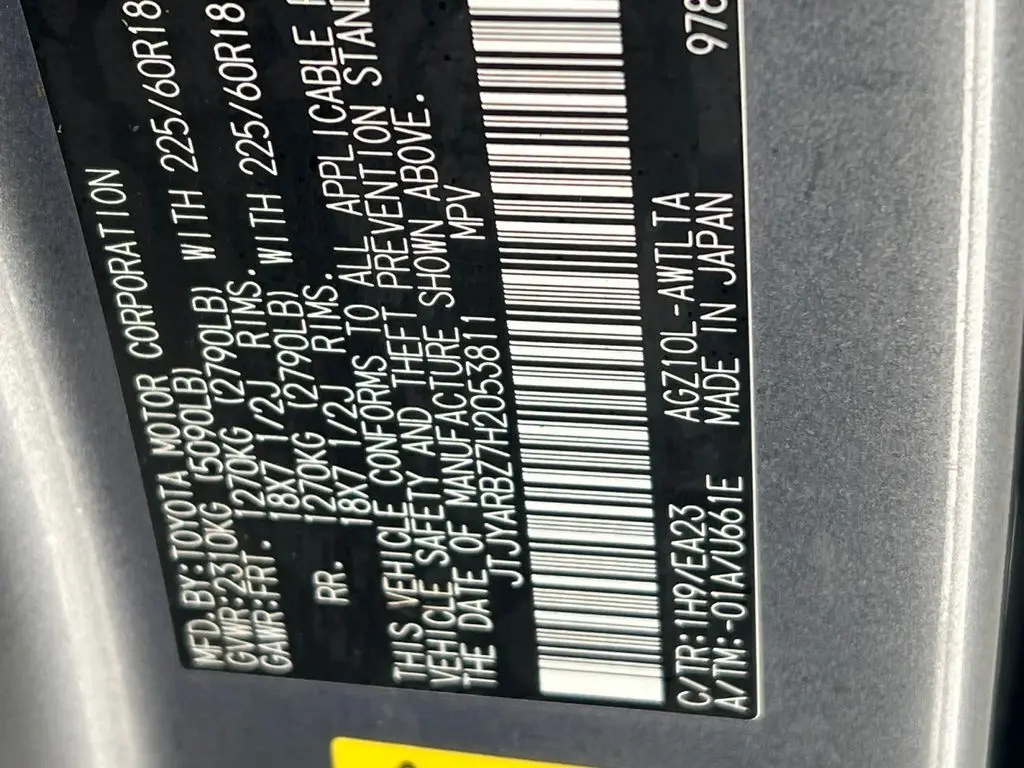 MFD.BY:TOYOTA MOTOR CORPORATION
GVWR:2310KG (5090LB)
GAWR:FRT. 1270KG (2790LB) WITH 225/60R18
18X7 1/2J RIMS.
RR. 1270KG (2790LB) WITH 225/60R18
18X7 1/2J RIMS.
THIS VEHICLE CONFORMS TO ALL APPLICABLE
VEHICLE SAFETY AND THEFT PREVENTION STAND
THE DATE OF MANUFACTURE SHOWN ABOVE.
JTJYARBZ7H2053811 MPV
C/TR:1H9/EA23 AGZ10L-AWTLTA 978
A/TM:-01A/U661E MADE IN JAPAN